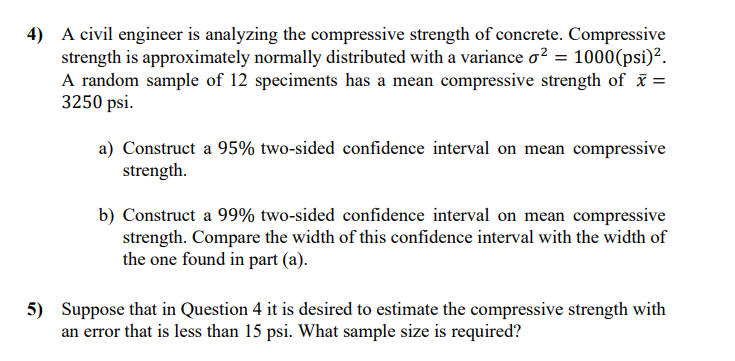 4) A civil engineer is analyzing the compressive strength of concrete. Compressive
strength is approximately normally distributed with a variance σ² = 1000(psi)².
A random sample of 12 speciments has a mean compressive strength of x̄ =
3250 psi.
a) Construct a 95% two-sided confidence interval on mean compressive
strength.
b) Construct a 99% two-sided confidence interval on mean compressive
strength. Compare the width of this confidence interval with the width of
the one found in part (a).
5) Suppose that in Question 4 it is desired to estimate the compressive strength with
an error that is less than 15 psi. What sample size is required?